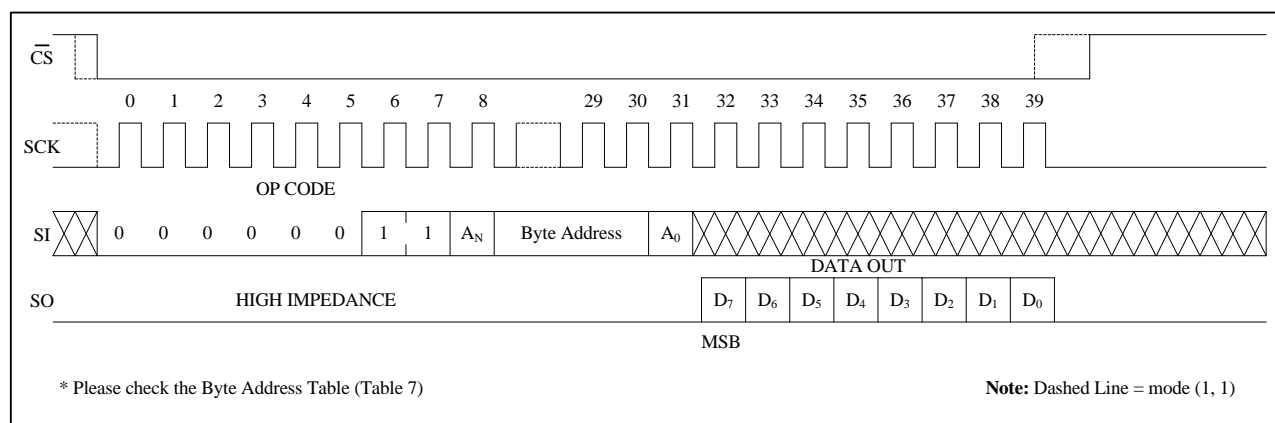 CS
0 1 2 3 4 5 6 7 8 29 30 31 32 33 34 35 36 37 38 39
SCK
OP CODE
SI 0 0 0 0 0 0 1 1 AN Byte Address A0
DATA OUT
SO HIGH IMPEDANCE D7 D6 D5 D4 D3 D2 D1 D0
MSB
* Please check the Byte Address Table (Table 7) Note: Dashed Line = mode (1, 1)